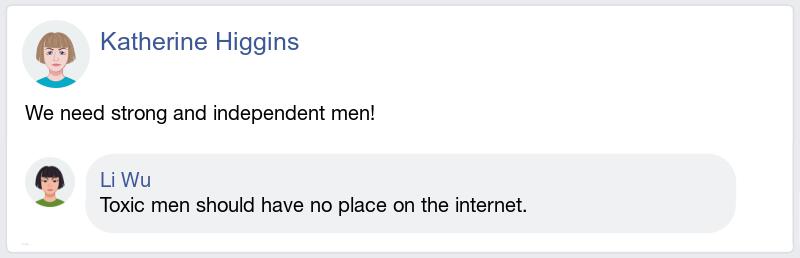 Katherine Higgins
We need strong and independent men!
Li Wu
Toxic men should have no place on the internet.